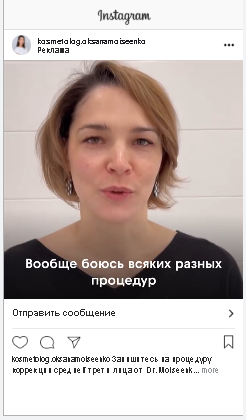 Instagram
kosmetolog.oksanamoiseenko
Реклама
Вообще боюсь всяких разных
процедур
Отправить сообщение
kosmetolog.oksanamoiseenko Запишитесь на процедуру
коррекции средней трети лица от Dr. Moiseenk... more